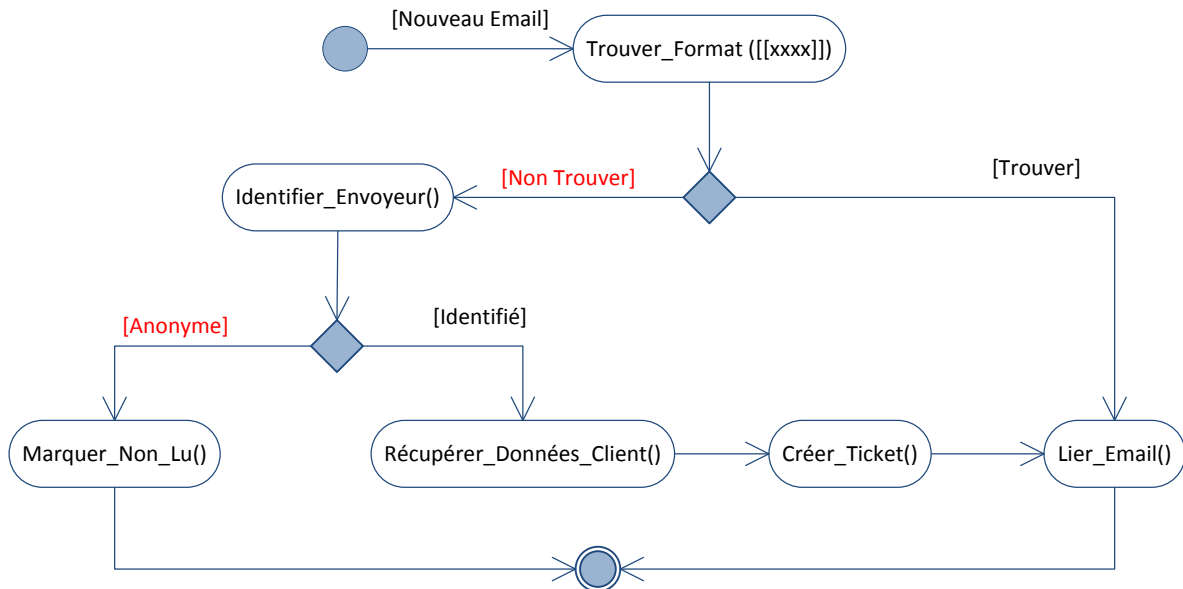 [Nouveau Email]
Trouver_Format ([[xxxx]])
[Non Trouver]
[Trouver]
Identifier_Envoyeur()
[Anonyme]
[Identifié]
Marquer_Non_Lu()
Récupérer_Données_Client()
Créer_Ticket()
Lier_Email()